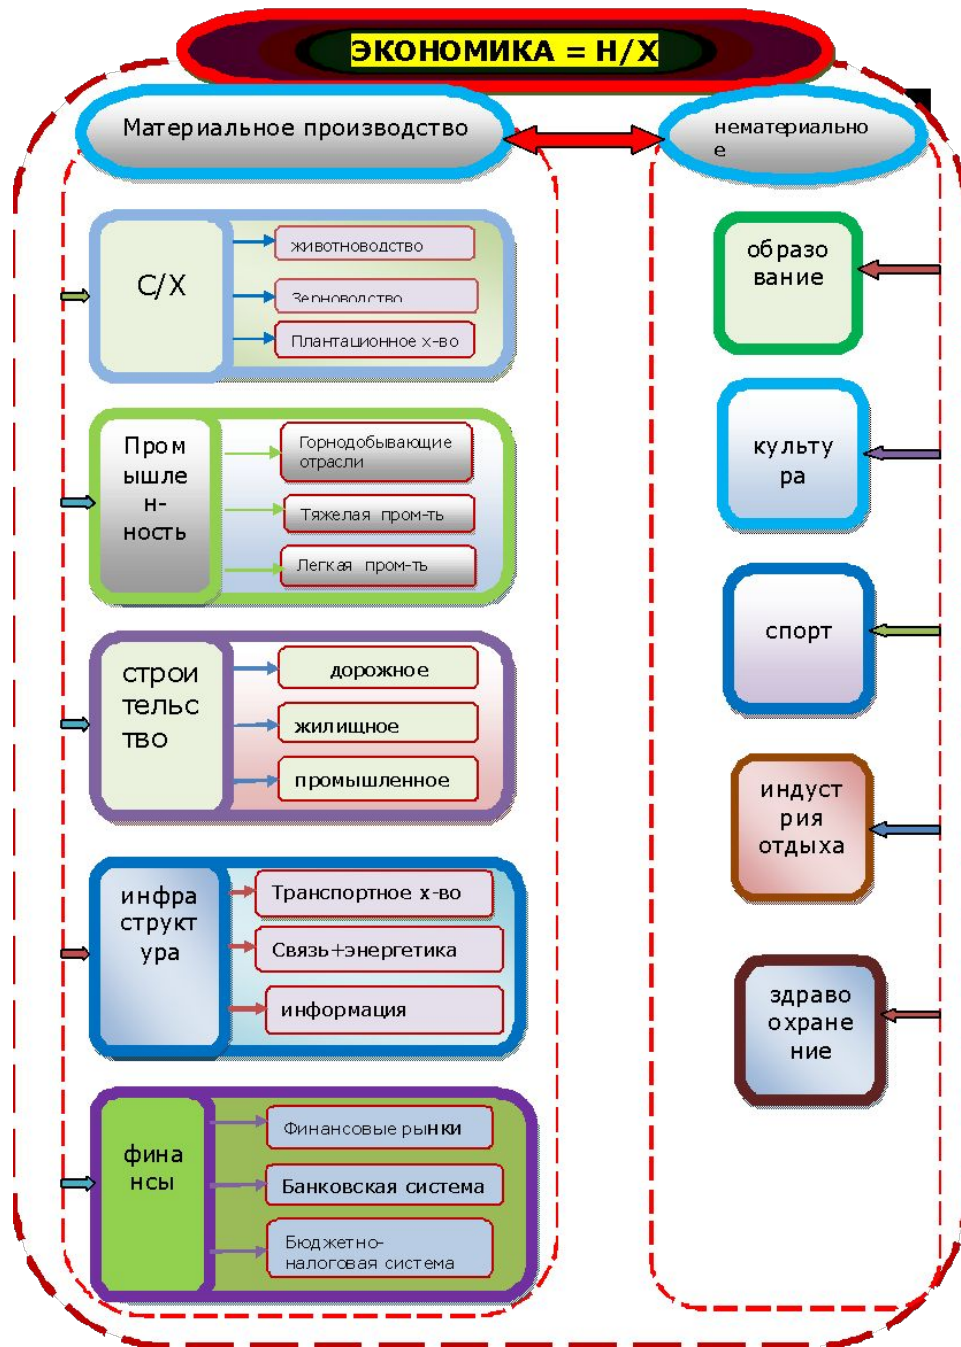 ЭКОНОМИКА = Н/Х
Материальное производство
нематериально
е
С/Х
животноводство
Зерноводство
Плантационное х-во
Пром
ышле
н-
ность
Горнодобывающие
отрасли
Тяжелая пром-ть
Легкая пром-ть
строи
тельс
тво
дорожное
жилищное
промышленное
инфра
структ
ура
Транспортное х-во
Связь+энергетика
информация
фина
нсы
Финансовые рынки
Банковская система
Бюджетно-
налоговая система
образо
вание
культу
ра
спорт
индуст
рия
отдыха
здраво
охране
ние